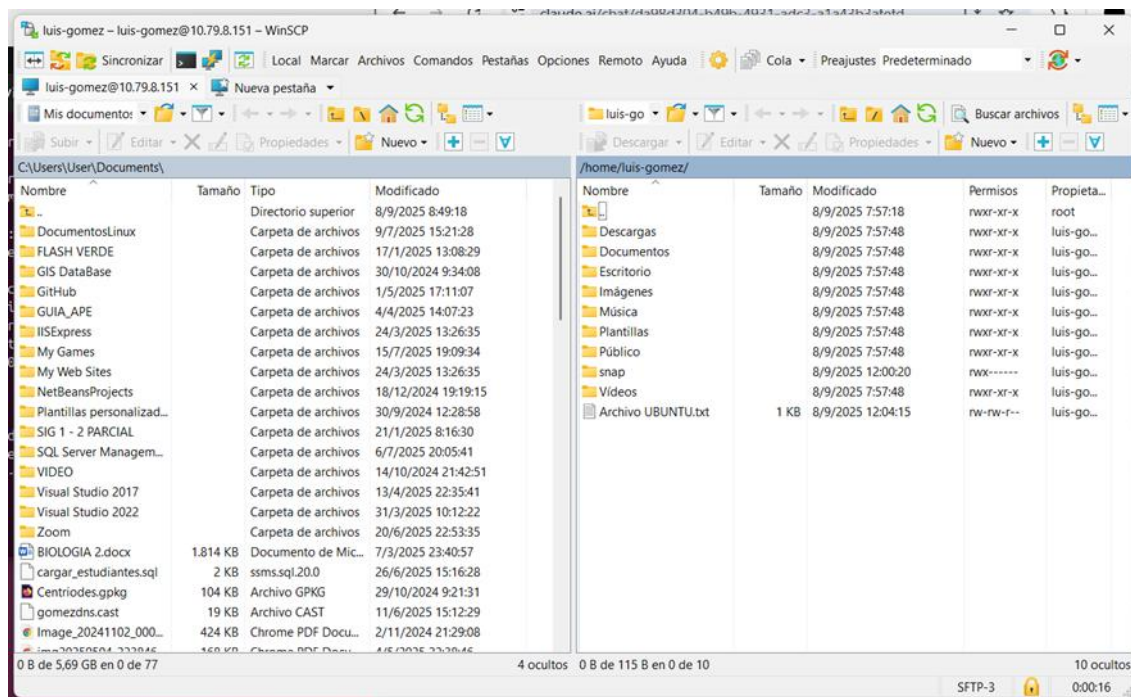 claude.ai/chat/
luis-gomez – luis-gomez@10.79.8.151 – WinSCP
Sincronizar Local Marcar Archivos Comandos Pestañas Opciones Remoto Ayuda Cola Preajustes Predeterminado
luis-gomez@10.79.8.151 × Nueva pestaña
Mis documento: luis-go Buscar archivos
Subir Editar Propiedades Nuevo Descargar Editar Propiedades Nuevo
C:\Users\User\Documents\ /home/luis-gomez/
Nombre Tamaño Tipo Modificado Nombre Tamaño Modificado Permisos Propieta...
.. Directorio superior 8/9/2025 8:49:18 .. 8/9/2025 7:57:18 rwxr-xr-x root
DocumentosLinux Carpeta de archivos 9/7/2025 15:21:28 Descargas 8/9/2025 7:57:48 rwxr-xr-x luis-go...
FLASH VERDE Carpeta de archivos 17/1/2025 13:08:29 Documentos 8/9/2025 7:57:48 rwxr-xr-x luis-go...
GIS DataBase Carpeta de archivos 30/10/2024 9:34:08 Escritorio 8/9/2025 7:57:48 rwxr-xr-x luis-go...
GitHub Carpeta de archivos 1/5/2025 17:11:07 Imágenes 8/9/2025 7:57:48 rwxr-xr-x luis-go...
GUIA_APE Carpeta de archivos 4/4/2025 14:07:23 Música 8/9/2025 7:57:48 rwxr-xr-x luis-go...
IISExpress Carpeta de archivos 24/3/2025 13:26:35 Plantillas 8/9/2025 7:57:48 rwxr-xr-x luis-go...
My Games Carpeta de archivos 15/7/2025 19:09:34 Público 8/9/2025 7:57:48 rwxr-xr-x luis-go...
My Web Sites Carpeta de archivos 24/3/2025 13:26:35 snap 8/9/2025 12:00:20 rwx------ luis-go...
NetBeansProjects Carpeta de archivos 18/12/2024 19:19:15 Vídeos 8/9/2025 7:57:48 rwxr-xr-x luis-go...
Plantillas personalizad... Carpeta de archivos 30/9/2024 12:28:58 Archivo UBUNTU.txt 1 KB 8/9/2025 12:04:15 rw-rw-r-- luis-go...
SIG 1 - 2 PARCIAL Carpeta de archivos 21/1/2025 8:16:30
SQL Server Managem... Carpeta de archivos 6/7/2025 20:05:41
VIDEO Carpeta de archivos 14/10/2024 21:42:51
Visual Studio 2017 Carpeta de archivos 13/4/2025 22:35:41
Visual Studio 2022 Carpeta de archivos 31/3/2025 10:12:22
Zoom Carpeta de archivos 20/6/2025 22:53:35
BIOLOGIA 2.docx 1.814 KB Documento de Mic... 7/3/2025 23:40:57
cargar_estudiantes.sql 2 KB ssms.sql.20.0 26/6/2025 15:16:28
Centriodes.gpkg 104 KB Archivo GPKG 29/10/2024 9:21:31
gomezdns.cast 19 KB Archivo CAST 11/6/2025 15:12:29
Image_20241102_000... 424 KB Chrome PDF Docu... 2/11/2024 21:29:08
168 KB Chrome PDF Docu...
0 B de 5,69 GB en 0 de 77 4 ocultos 0 B de 115 B en 0 de 10 10 ocultos
SFTP-3 0:00:16